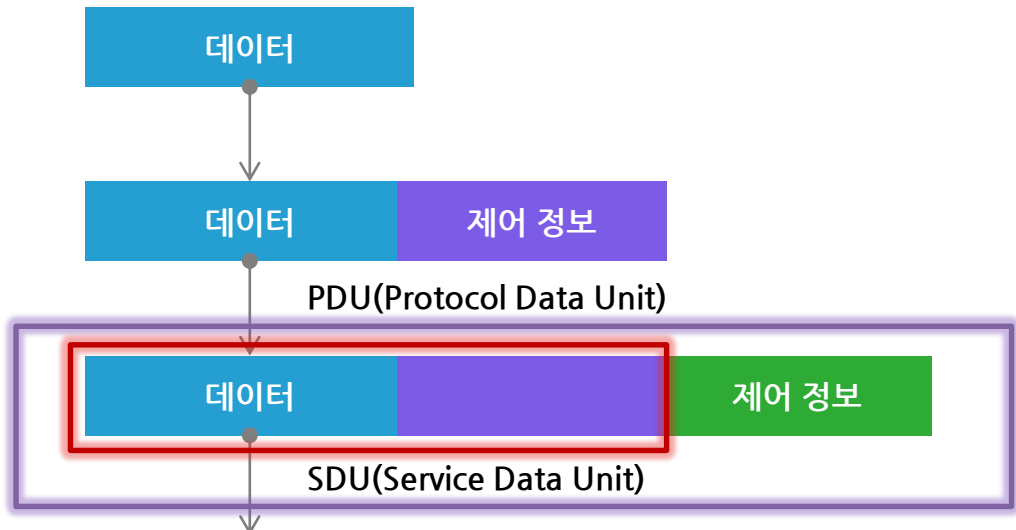 데이터
데이터 제어 정보
PDU(Protocol Data Unit)
데이터 제어 정보
SDU(Service Data Unit)